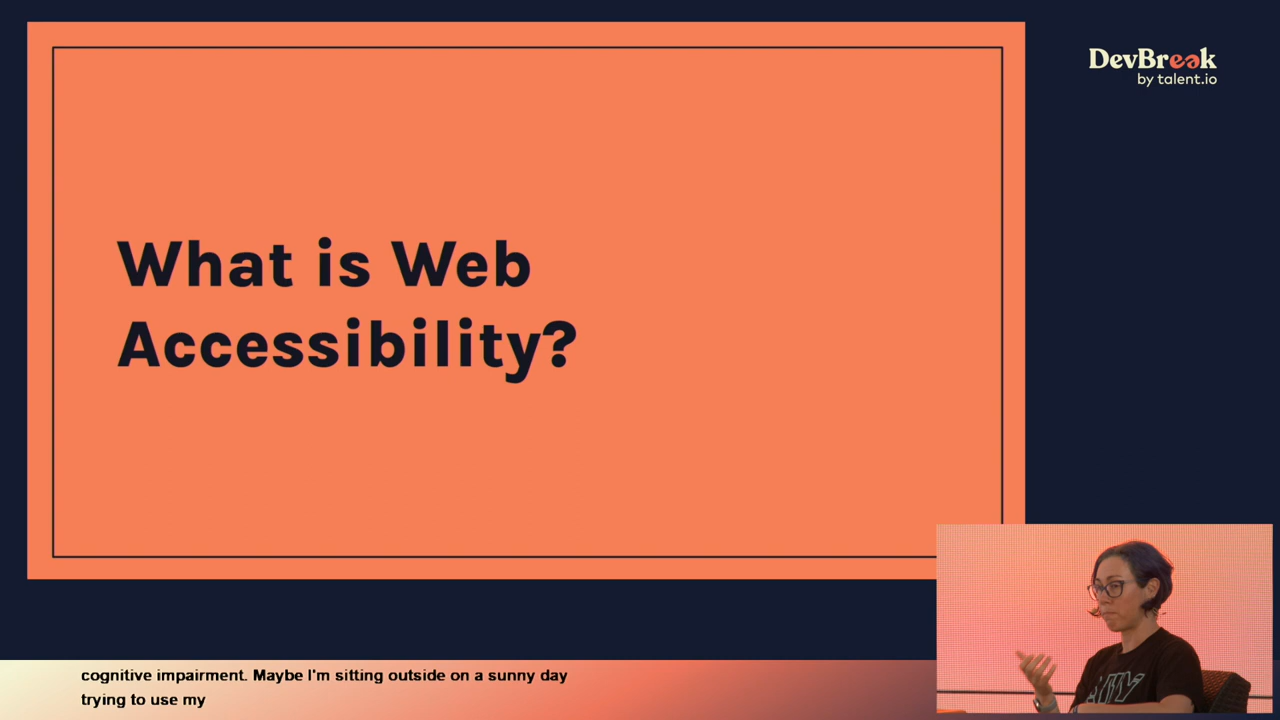 DevBreak
by talent.io
What is Web
Accessibility?
cognitive impairment. Maybe I'm sitting outside on a sunny day
trying to use my